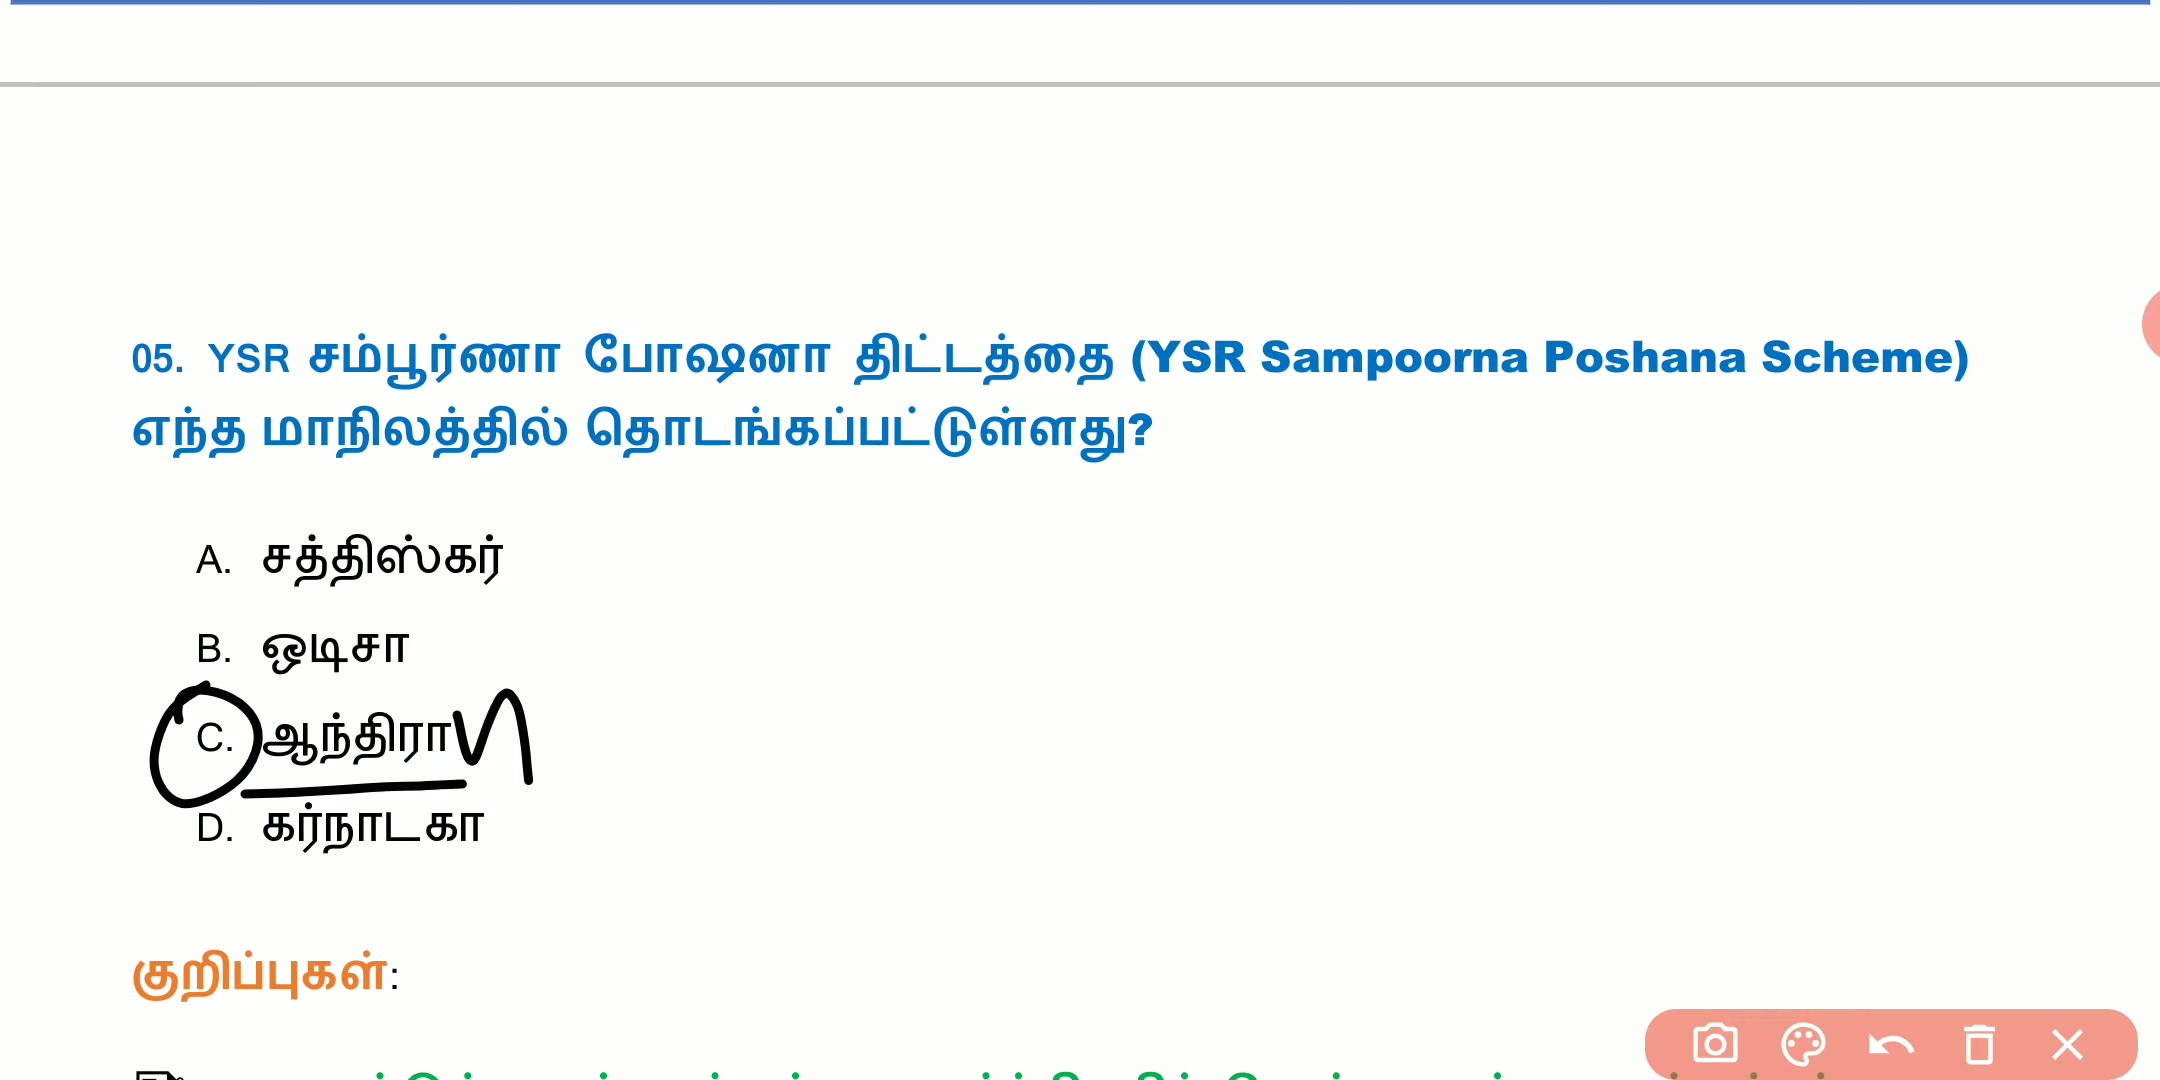 05. YSR சம்பூர்ணா போஷனா திட்டத்தை (YSR Sampoorna Poshana Scheme)
எந்த மாநிலத்தில் தொடங்கப்பட்டுள்ளது?
A. சத்திஸ்கர்
B. ஒடிசா
C. ஆந்திரா
D. கர்நாடகா
குறிப்புகள்: